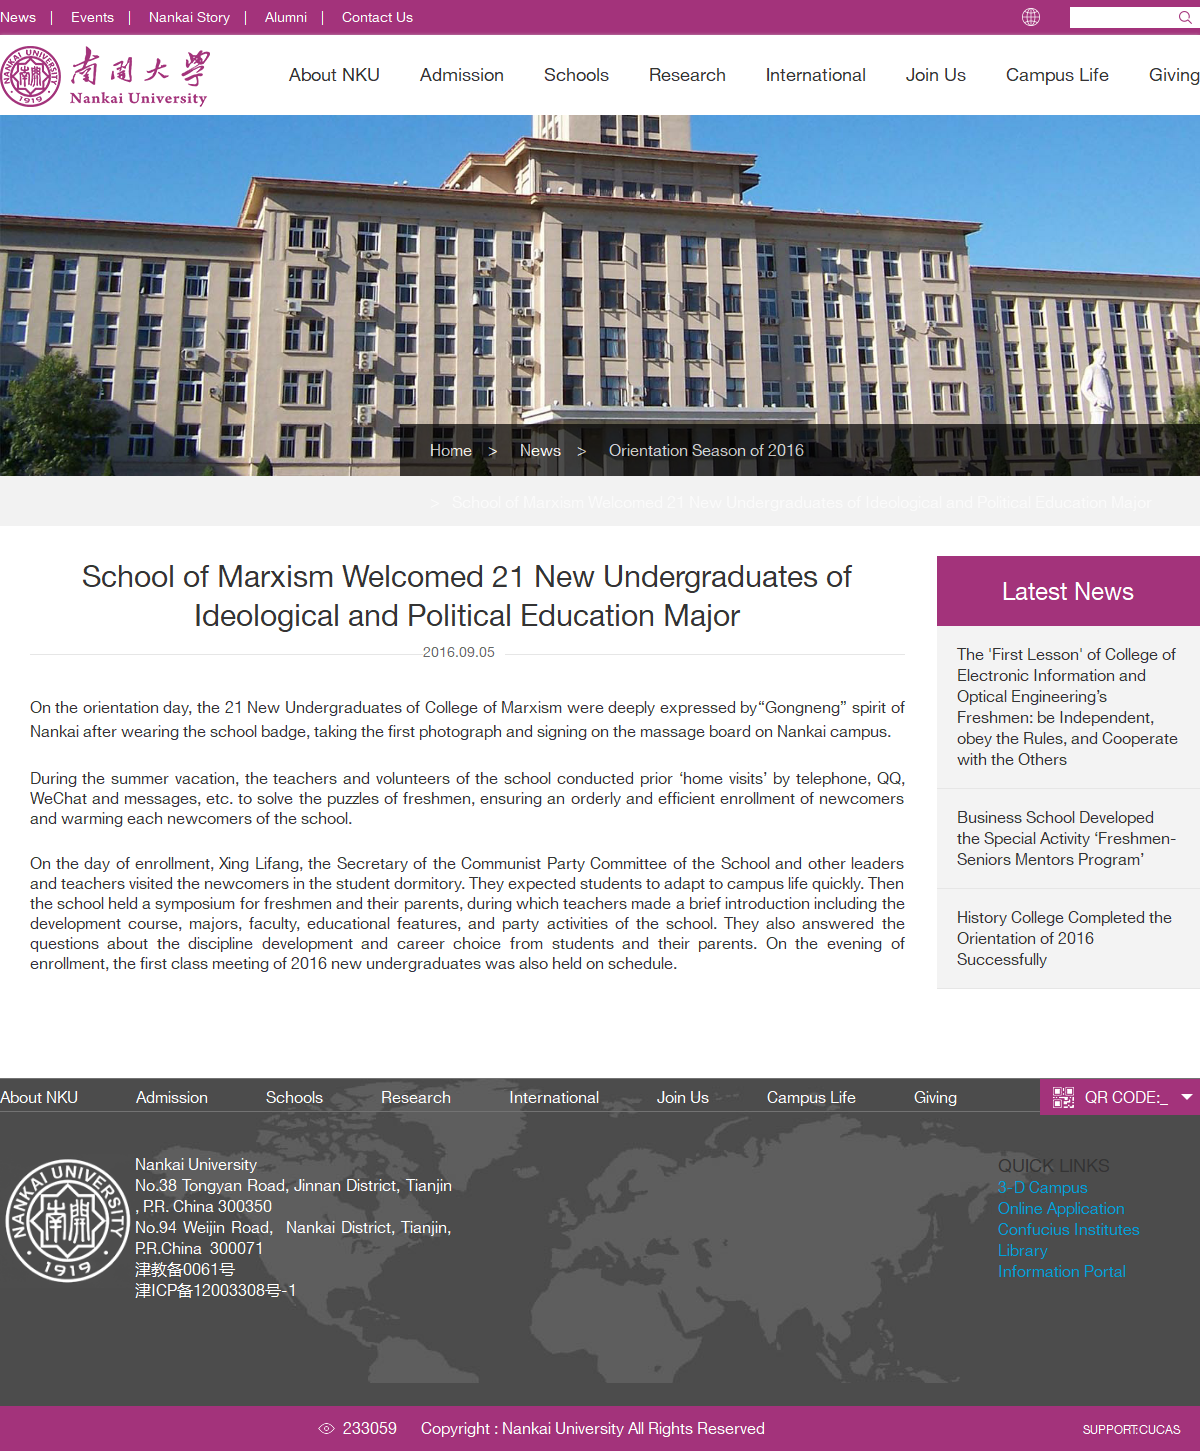 News | Events | Nankai Story | Alumni | Contact Us
NANKAI UNIVERSITY
南開
1919
南開大學
Nankai University
About NKU Admission Schools Research International Join Us Campus Life Giving
Home > News > Orientation Season of 2016
> School of Marxism Welcomed 21 New Undergraduates of Ideological and Political Education Major
School of Marxism Welcomed 21 New Undergraduates of
Ideological and Political Education Major
2016.09.05
On the orientation day, the 21 New Undergraduates of College of Marxism were deeply expressed by“Gongneng” spirit of
Nankai after wearing the school badge, taking the first photograph and signing on the massage board on Nankai campus.
During the summer vacation, the teachers and volunteers of the school conducted prior ‘home visits’ by telephone, QQ,
WeChat and messages, etc. to solve the puzzles of freshmen, ensuring an orderly and efficient enrollment of newcomers
and warming each newcomers of the school.
On the day of enrollment, Xing Lifang, the Secretary of the Communist Party Committee of the School and other leaders
and teachers visited the newcomers in the student dormitory. They expected students to adapt to campus life quickly. Then
the school held a symposium for freshmen and their parents, during which teachers made a brief introduction including the
development course, majors, faculty, educational features, and party activities of the school. They also answered the
questions about the discipline development and career choice from students and their parents. On the evening of
enrollment, the first class meeting of 2016 new undergraduates was also held on schedule.
Latest News
The 'First Lesson' of College of
Electronic Information and
Optical Engineering’s
Freshmen: be Independent,
obey the Rules, and Cooperate
with the Others
Business School Developed
the Special Activity ‘Freshmen-
Seniors Mentors Program’
History College Completed the
Orientation of 2016
Successfully
About NKU Admission Schools Research International Join Us Campus Life Giving QR CODE:_
NANKAI UNIVERSITY
南開
1919
Nankai University
No.38 Tongyan Road, Jinnan District, Tianjin
, P.R. China 300350
No.94 Weijin Road, Nankai District, Tianjin,
P.R.China 300071
津教备0061号
津ICP备12003308号-1
QUICK LINKS
3-D Campus
Online Application
Confucius Institutes
Library
Information Portal
233059 Copyright : Nankai University All Rights Reserved SUPPORT:CUCAS